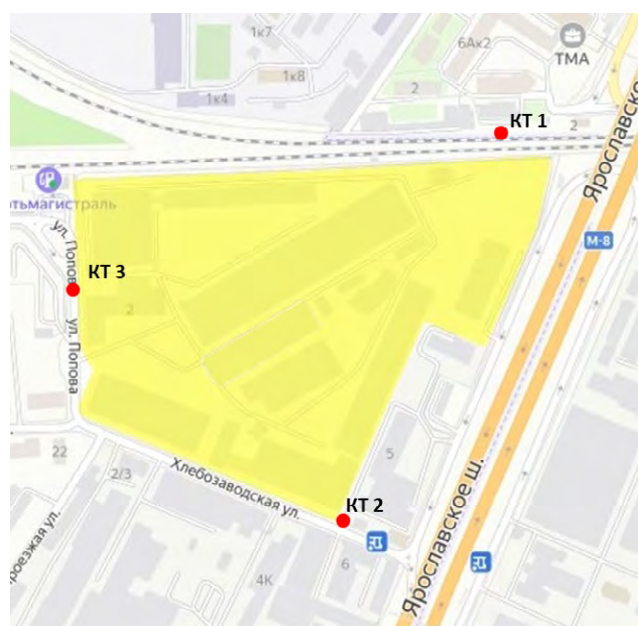 1к7
6Ак2
ТМА
1к8
2
1к4
КТ 1
2
Ярославско
тьмагистраль
М-8
ул. Попова
КТ 3
2
ул. Попова
5
22
2/3
Хлебозаводская ул.
КТ 2
Ярославское ш.
роезжая ул.
6
4К